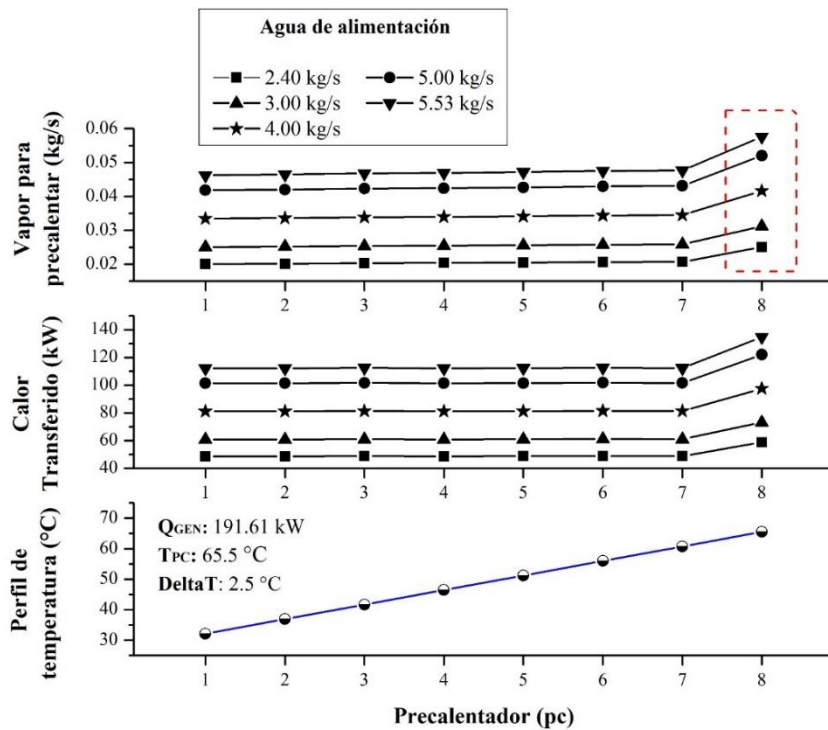 Agua de alimentación
2.40 kg/s 5.00 kg/s
3.00 kg/s 5.53 kg/s
4.00 kg/s
Vapor para
precalentar (kg/s)
0.06
0.05
0.04
0.03
0.02
1 2 3 4 5 6 7 8
Calor
Transferido (kW)
140
120
100
80
60
40
1 2 3 4 5 6 7 8
Perfil de
temperatura (°C)
70
60
50
40
30
QGEN: 191.61 kW
TPC: 65.5 °C
DeltaT: 2.5 °C
1 2 3 4 5 6 7 8
Precalentador (pc)